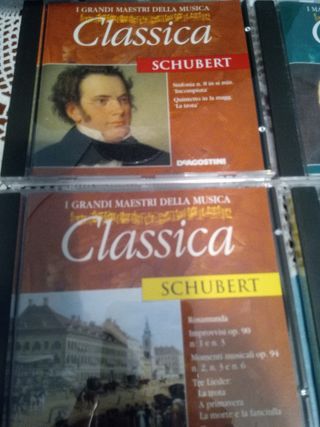 I GRANDI MAESTRI DELLA MUSICA
Classica
SCHUBERT
Sinfonia n. 8 in si min.
'Incompiuta'
Quintetto in la magg.
'La trota'
DeAGOSTINI
I M
I GRANDI MAESTRI DELLA MUSICA
Classica
SCHUBERT
Rosamunda
Improvvisi op. 90
n. 1 e n. 3
Momenti musicali op. 94
n. 2, n. 3 e n. 6
Tre Lieder:
La trota
A primavera
La morte e la fanciulla